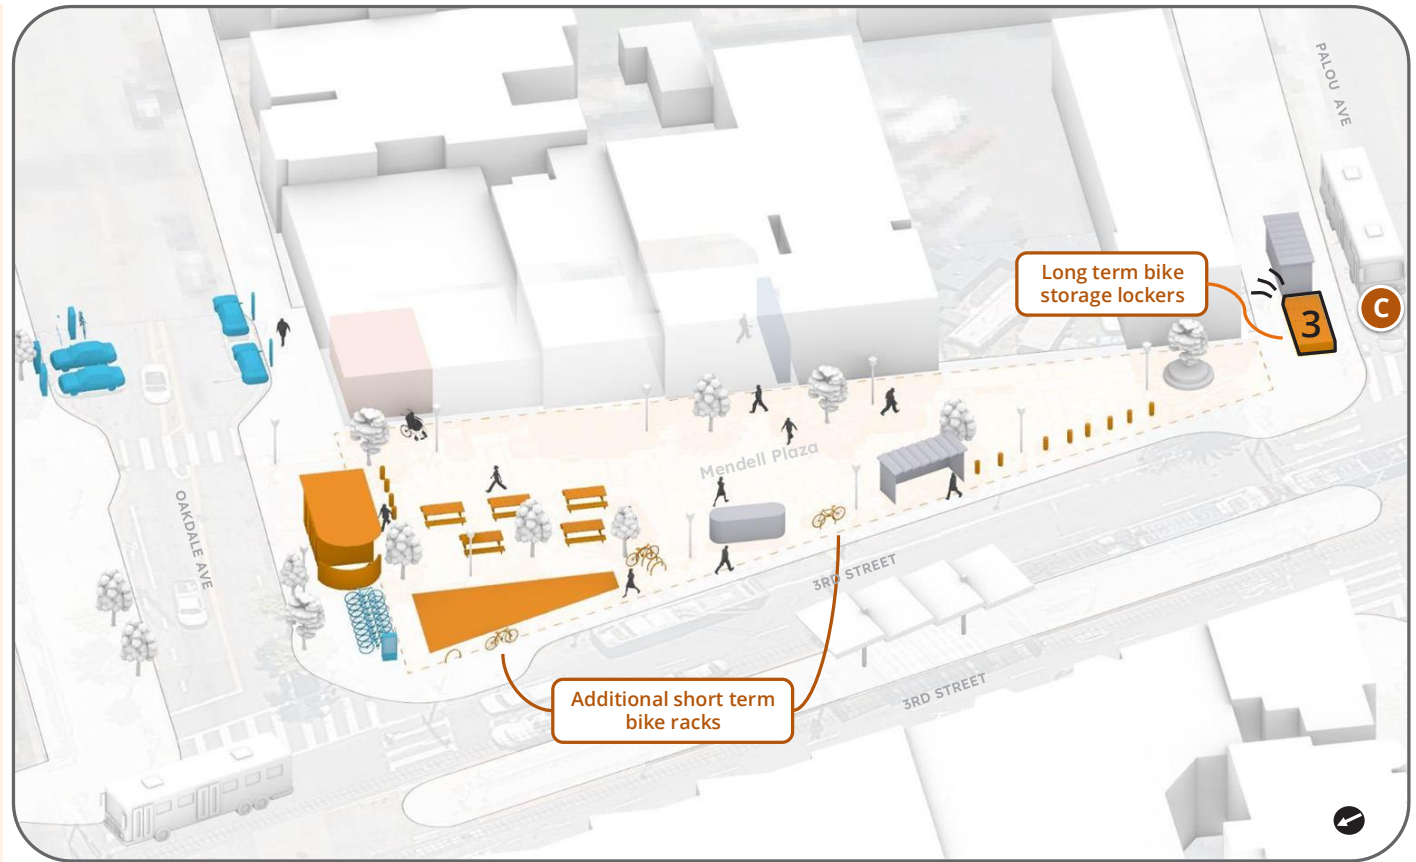 PALOU AVE
Long term bike
storage lockers
C
3
Mendell Plaza
OAKDALE AVE
3RD STREET
Additional short term
bike racks
3RD STREET